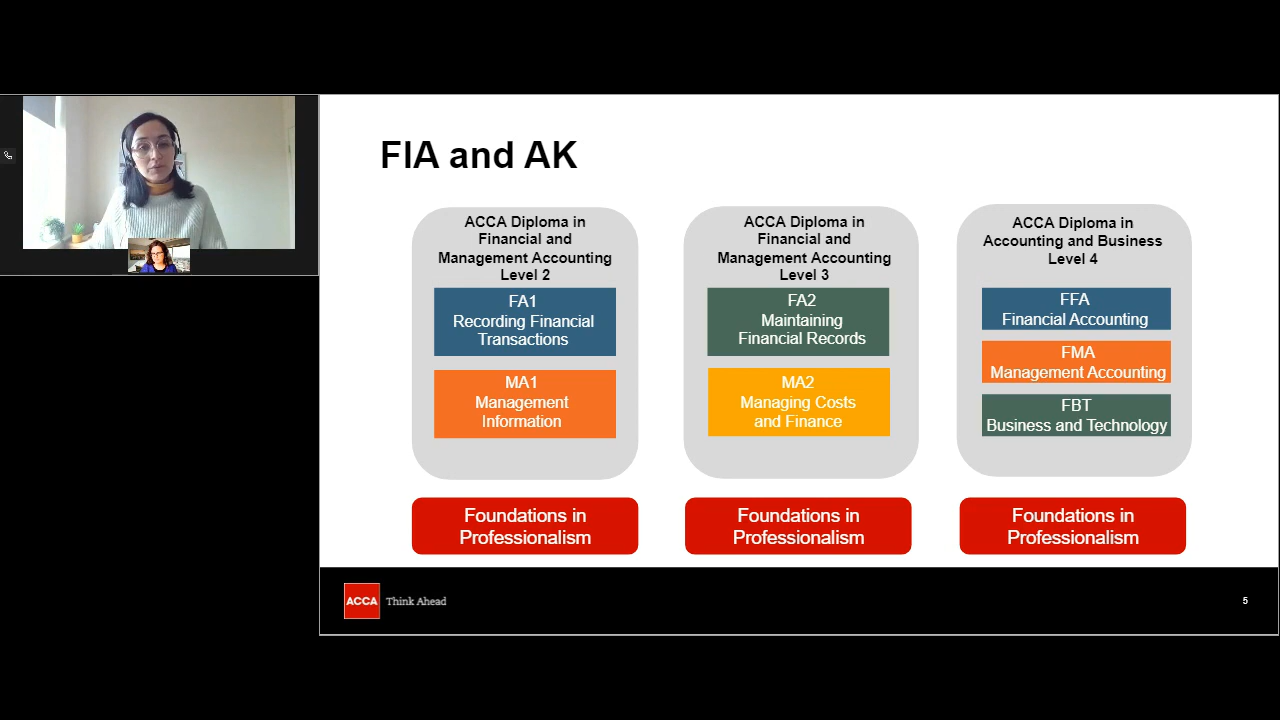 FIA and AK
ACCA Diploma in
Financial and
Management Accounting
Level 2
FA1
Recording Financial
Transactions
MA1
Management
Information
Foundations in
Professionalism
ACCA Diploma in
Financial and
Management Accounting
Level 3
FA2
Maintaining
Financial Records
MA2
Managing Costs
and Finance
Foundations in
Professionalism
ACCA Diploma in
Accounting and Business
Level 4
FFA
Financial Accounting
FMA
Management Accounting
FBT
Business and Technology
Foundations in
Professionalism
ACCA Think Ahead
5